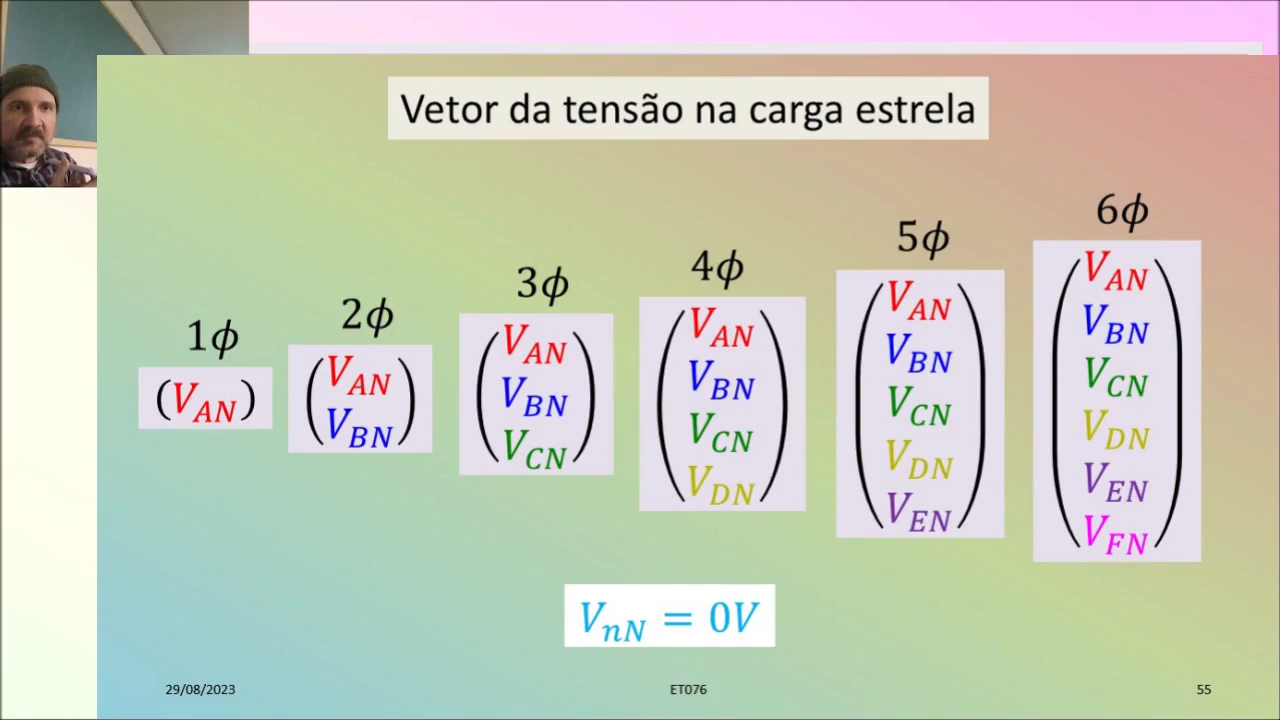 Vetor da tensão na carga estrela
1ϕ
(V_AN)
2ϕ
V_AN
V_BN
3ϕ
V_AN
V_BN
V_CN
4ϕ
V_AN
V_BN
V_CN
V_DN
5ϕ
V_AN
V_BN
V_CN
V_DN
V_EN
6ϕ
V_AN
V_BN
V_CN
V_DN
V_EN
V_FN
V_nN = 0V
29/08/2023
ET076
55